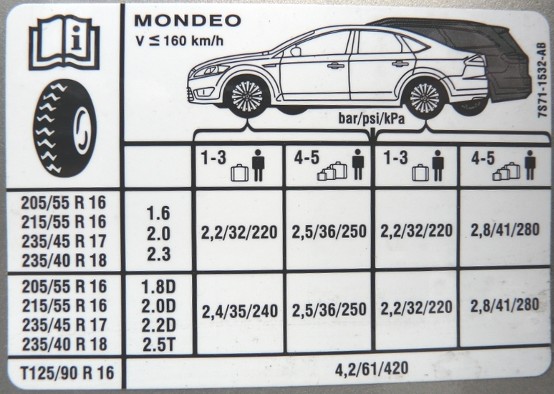 MONDEO
V ≦ 160 km/h
7S71-1532-AB
bar/psi/kPa
1-3 4-5 1-3 4-5
205/55 R 16
215/55 R 16
235/45 R 17
235/40 R 18
1.6
2.0
2.3
2,2/32/220 2,5/36/250 2,2/32/220 2,8/41/280
205/55 R 16
215/55 R 16
235/45 R 17
235/40 R 18
1.8D
2.0D
2.2D
2.5T
2,4/35/240 2,5/36/250 2,2/32/220 2,8/41/280
T125/90 R 16 4,2/61/420